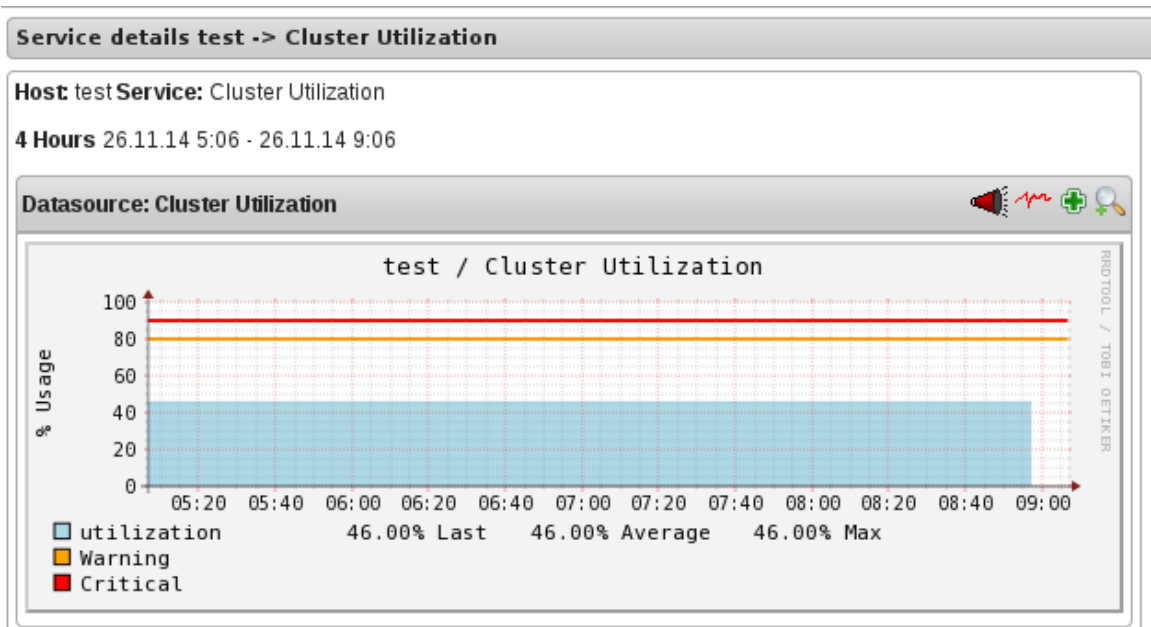 Service details test -> Cluster Utilization
Host: test Service: Cluster Utilization
4 Hours 26.11.14 5:06 - 26.11.14 9:06
Datasource: Cluster Utilization
test / Cluster Utilization
RRDTOOL / TOBI OETIKER
% Usage
100
80
60
40
20
0
05:20 05:40 06:00 06:20 06:40 07:00 07:20 07:40 08:00 08:20 08:40 09:00
utilization 46.00% Last 46.00% Average 46.00% Max
Warning
Critical